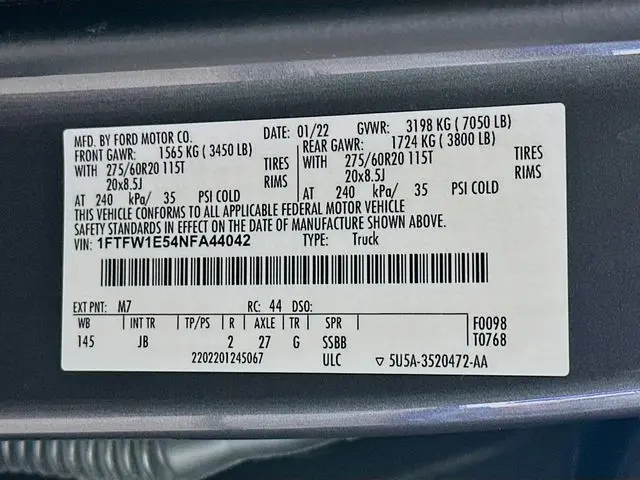 MFD. BY FORD MOTOR CO. DATE: 01/22 GVWR: 3198 KG ( 7050 LB)
FRONT GAWR: 1565 KG ( 3450 LB) REAR GAWR: 1724 KG ( 3800 LB)
WITH 275/60R20 115T TIRES WITH 275/60R20 115T TIRES
20x8.5J RIMS 20x8.5J RIMS
AT 240 kPa/ 35 PSI COLD AT 240 kPa/ 35 PSI COLD
THIS VEHICLE CONFORMS TO ALL APPLICABLE FEDERAL MOTOR VEHICLE
SAFETY STANDARDS IN EFFECT ON THE DATE OF MANUFACTURE SHOWN ABOVE.
VIN: 1FTFW1E54NFA44042 TYPE: Truck
EXT PNT: M7 RC: 44 DSO:
WB INT TR TP/PS R AXLE TR SPR F0098
145 JB 2 27 G SSBB T0768
2202201245067 ULC 5U5A-3520472-AA